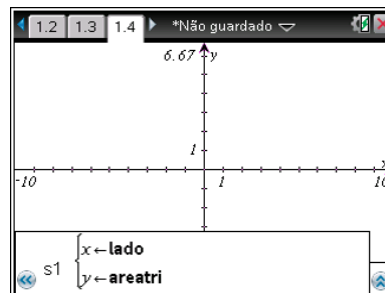 1.2 1.3 1.4 *Não guardado
6.67 y
1
x
-10 1 10
s1 x←lado
y←areatri